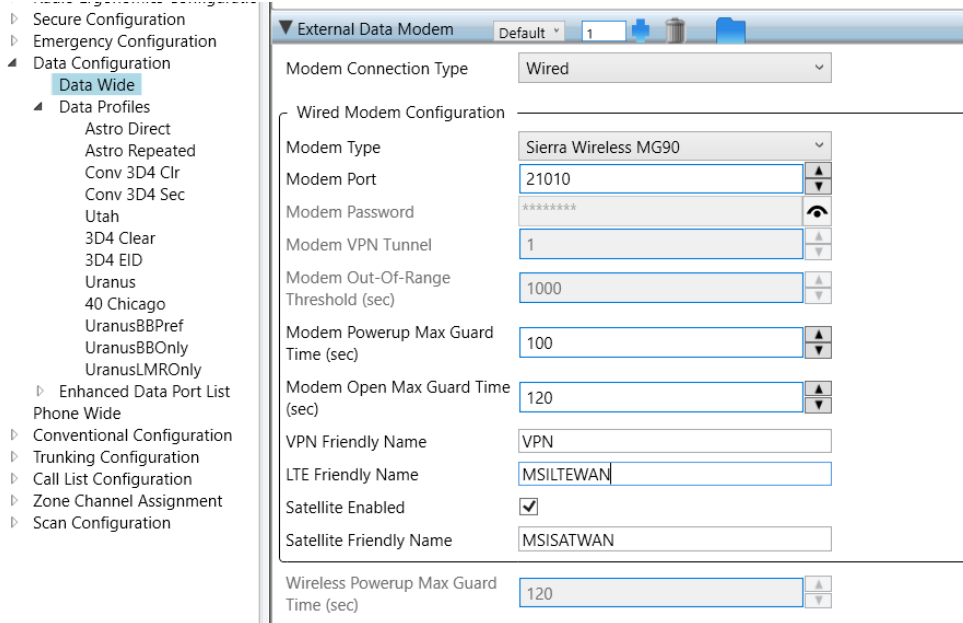 Secure Configuration
Emergency Configuration
Data Configuration
Data Wide
Data Profiles
Astro Direct
Astro Repeated
Conv 3D4 Clr
Conv 3D4 Sec
Utah
3D4 Clear
3D4 EID
Uranus
40 Chicago
UranusBBPref
UranusBBOnly
UranusLMROnly
Enhanced Data Port List
Phone Wide
Conventional Configuration
Trunking Configuration
Call List Configuration
Zone Channel Assignment
Scan Configuration
External Data Modem Default 1
Modem Connection Type Wired
Wired Modem Configuration
Modem Type Sierra Wireless MG90
Modem Port 21010
Modem Password ********
Modem VPN Tunnel 1
Modem Out-Of-Range
Threshold (sec) 1000
Modem Powerup Max Guard
Time (sec) 100
Modem Open Max Guard Time
(sec) 120
VPN Friendly Name VPN
LTE Friendly Name MSILTEWAN
Satellite Enabled
Satellite Friendly Name MSISATWAN
Wireless Powerup Max Guard
Time (sec) 120